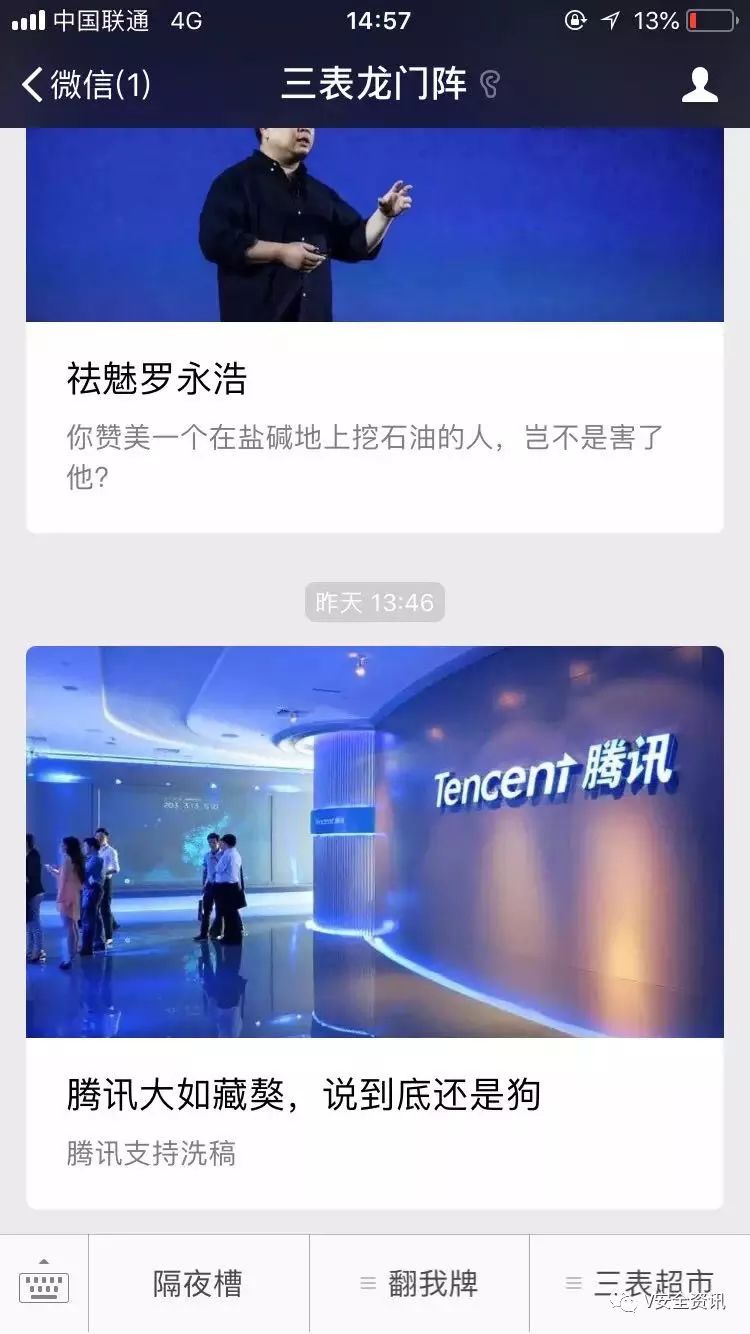 中国联通 4G 14:57 13%
微信(1) 三表龙门阵
祛魅罗永浩
你赞美一个在盐碱地上挖石油的人，岂不是害了
他？
昨天 13:46
Tencent 腾讯
腾讯大如藏獒，说到底还是狗
腾讯支持洗稿
隔夜槽 翻我牌 三表超市
V安全资讯